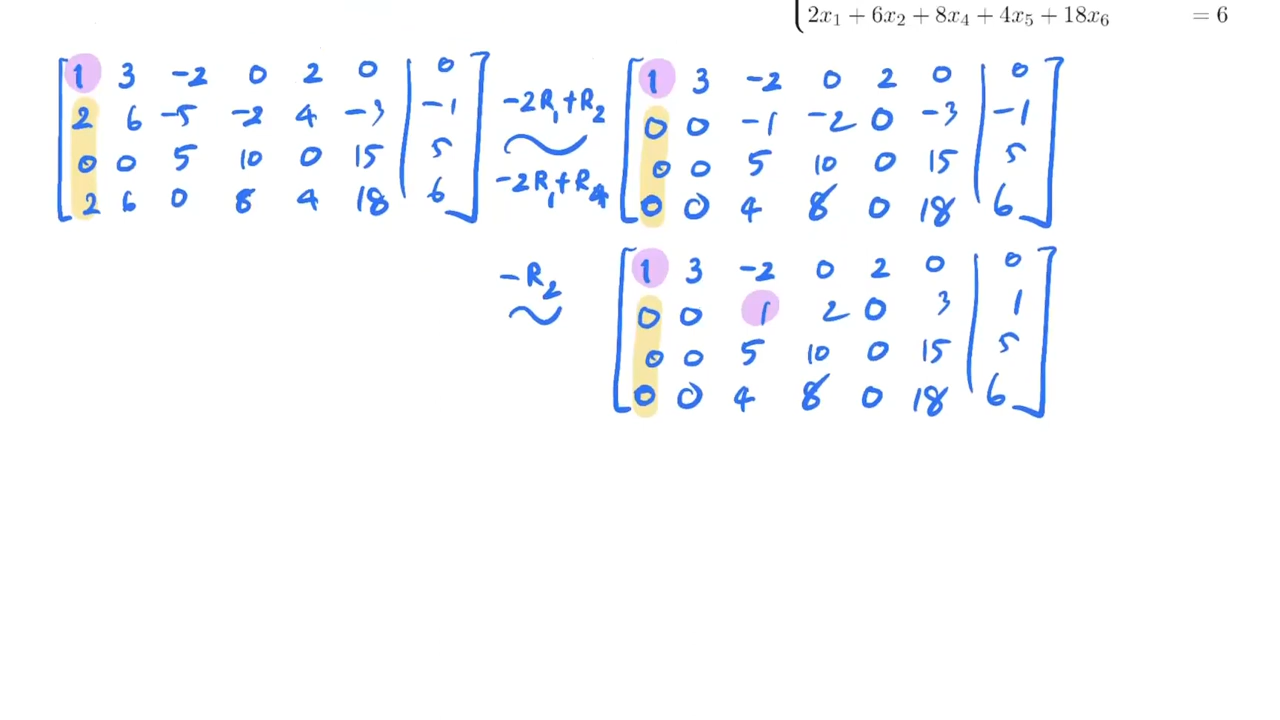 2x₁ + 6x₂ + 8x₄ + 4x₅ + 18x₆ = 6
1 3 -2 0 2 0 | 0
2 6 -5 -2 4 -3 | -1
0 0 5 10 0 15 | 5
2 6 0 8 4 18 | 6
-2R₁+R₂
~
-2R₁+R₄
1 3 -2 0 2 0 | 0
0 0 -1 -2 0 -3 | -1
0 0 5 10 0 15 | 5
0 0 4 8 0 18 | 6
-R₂
~
1 3 -2 0 2 0 | 0
0 0 1 2 0 3 | 1
0 0 5 10 0 15 | 5
0 0 4 8 0 18 | 6